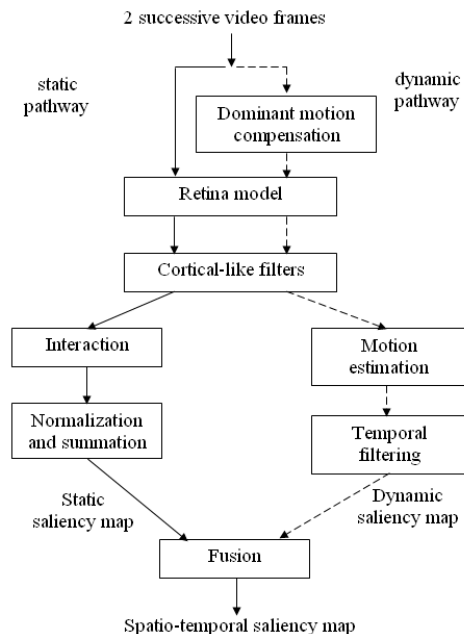 2 successive video frames
static
pathway
dynamic
pathway
Dominant motion
compensation
Retina model
Cortical-like filters
Interaction
Motion
estimation
Normalization
and summation
Temporal
filtering
Static
saliency map
Dynamic
saliency map
Fusion
Spatio-temporal saliency map